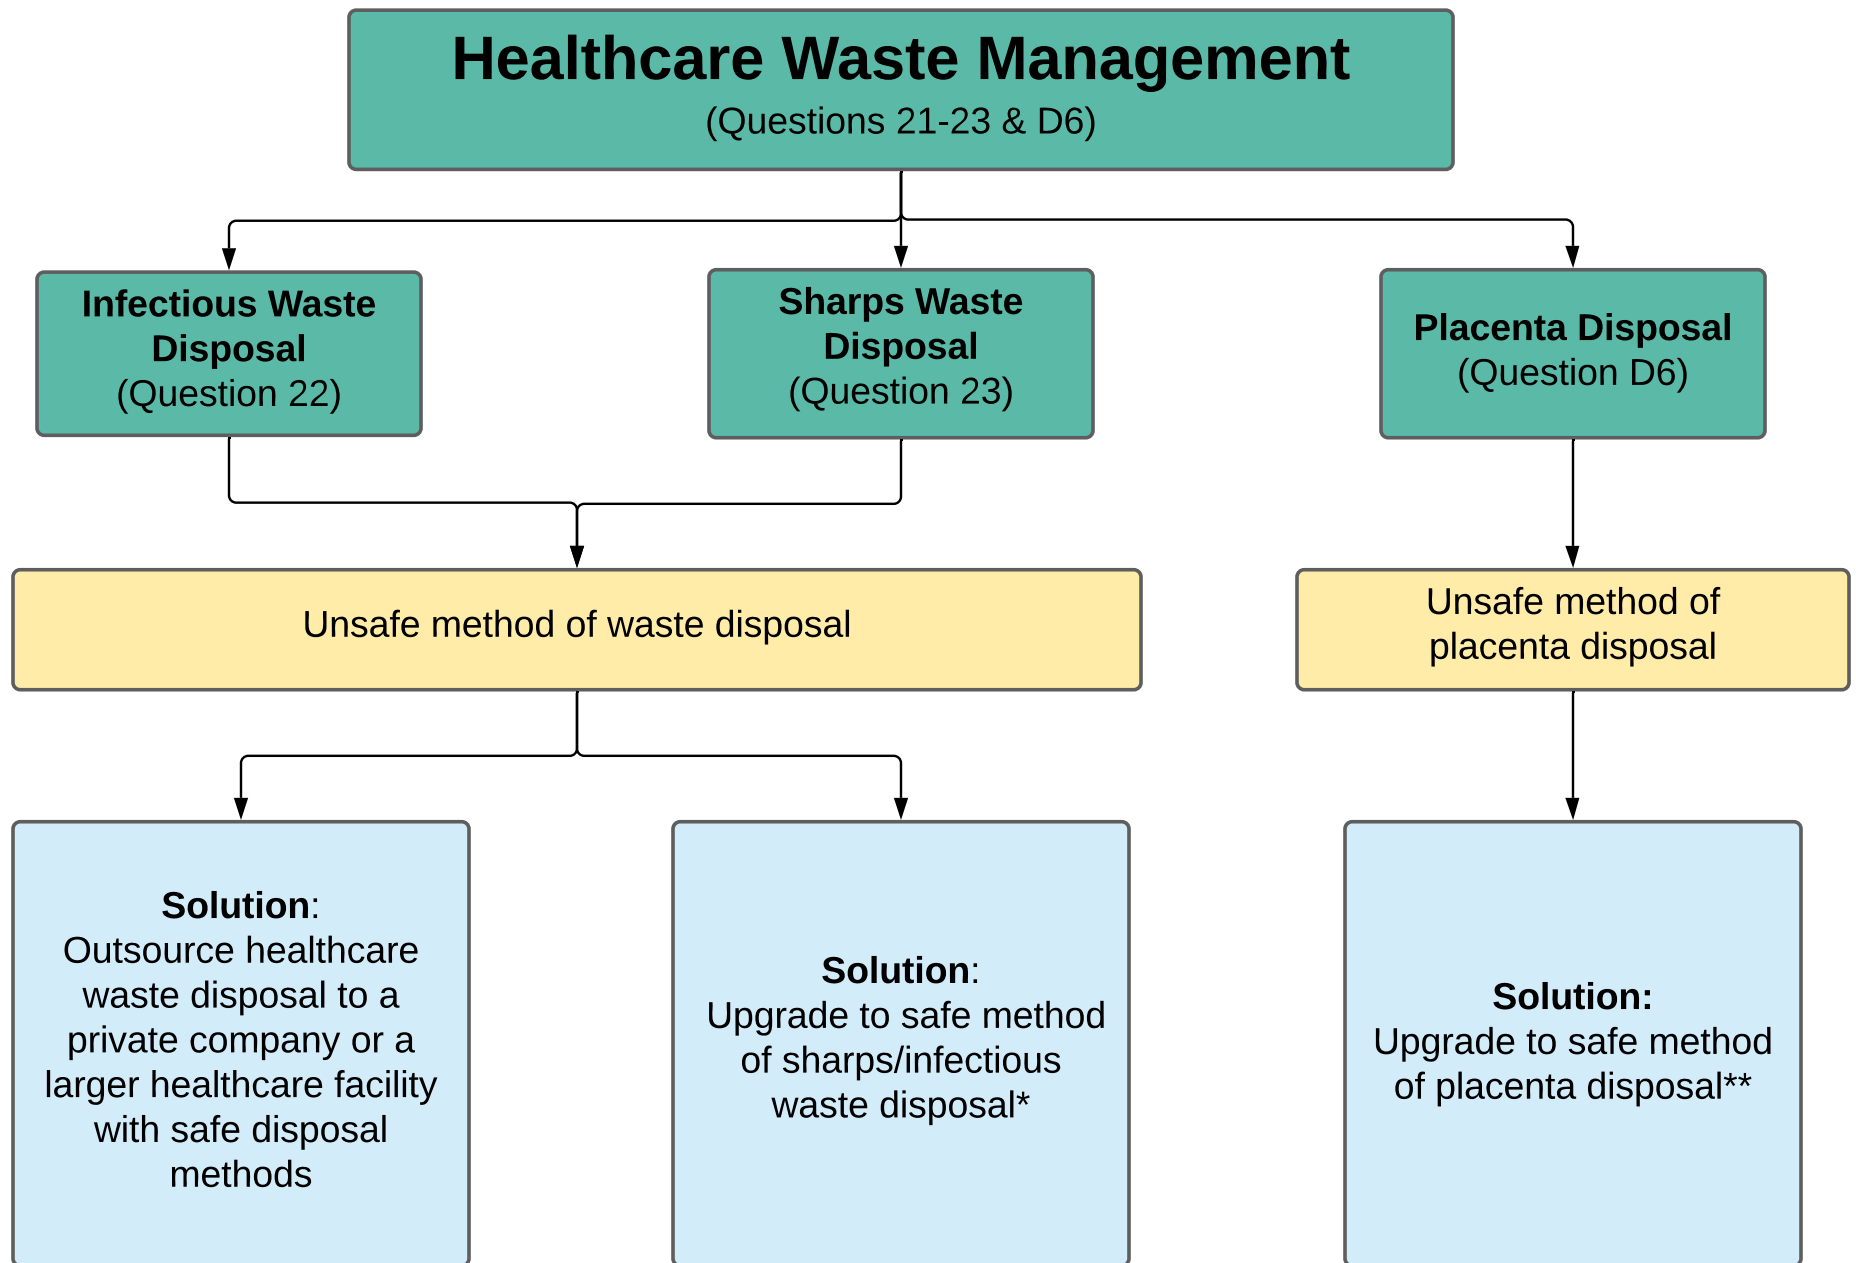 Healthcare Waste Management
(Questions 21-23 & D6)
Infectious Waste
Disposal
(Question 22)
Sharps Waste
Disposal
(Question 23)
Placenta Disposal
(Question D6)
Unsafe method of waste disposal
Unsafe method of
placenta disposal
Solution:
Outsource healthcare
waste disposal to a
private company or a
larger healthcare facility
with safe disposal
methods
Solution:
Upgrade to safe method
of sharps/infectious
waste disposal*
Solution:
Upgrade to safe method
of placenta disposal**